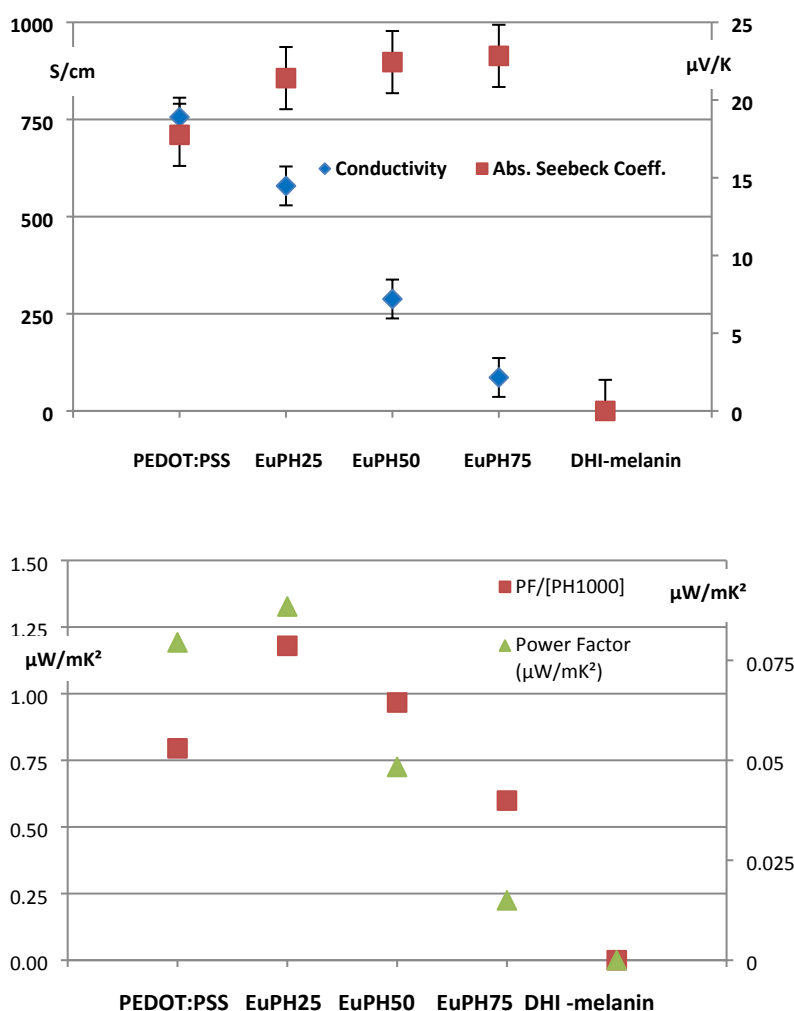 1000
25
S/cm
µV/K
20
750
Conductivity
Abs. Seebeck Coeff.
15
500
10
250
5
0
0
PEDOT:PSS EuPH25 EuPH50 EuPH75 DHI-melanin
1.50
PF/[PH1000]
µW/mK²
1.25
µW/mK²
Power Factor
(µW/mK²)
0.075
1.00
0.75
0.05
0.50
0.25
0.025
0.00
0
PEDOT:PSS EuPH25 EuPH50 EuPH75 DHI -melanin